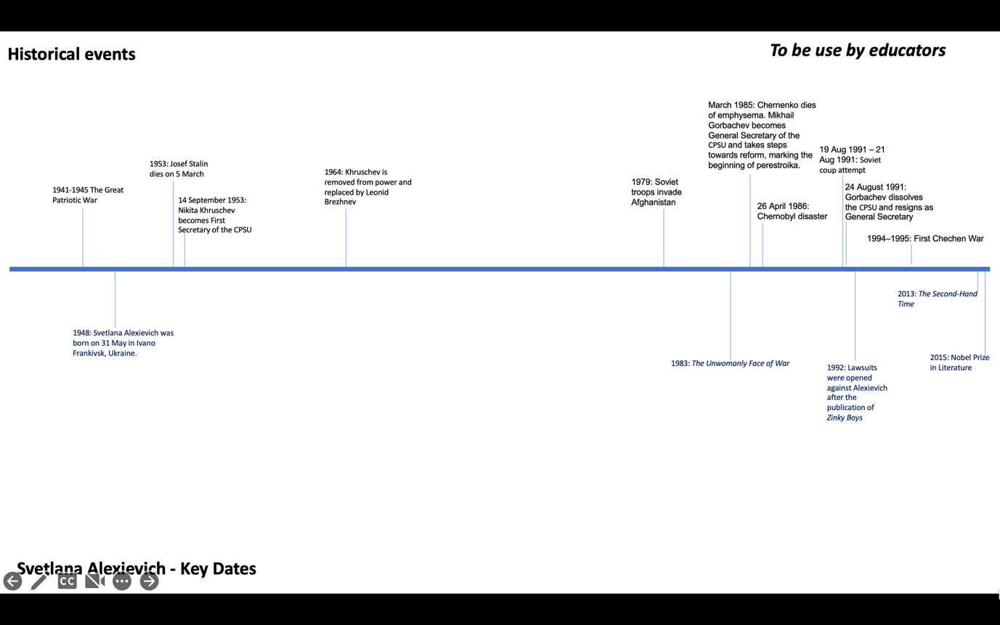 Historical events
To be use by educators
March 1985: Chernenko dies
of emphysema. Mikhail
Gorbachev becomes
General Secretary of the
CPSU and takes steps
towards reform, marking the
beginning of perestroika.
19 Aug 1991 – 21
Aug 1991: Soviet
coup attempt
1953: Josef Stalin
dies on 5 March
1964: Khruschev is
removed from power and
replaced by Leonid
Brezhnev
1979: Soviet
troops invade
Afghanistan
24 August 1991:
Gorbachev dissolves
the CPSU and resigns as
General Secretary
1941-1945 The Great
Patriotic War
14 September 1953:
Nikita Khruschev
becomes First
Secretary of the CPSU
26 April 1986:
Chernobyl disaster
1994–1995: First Chechen War
2013: The Second-Hand
Time
1948: Svetlana Alexievich was
born on 31 May in Ivano
Frankivsk, Ukraine.
1983: The Unwomanly Face of War
1992: Lawsuits
were opened
against Alexievich
after the
publication of
Zinky Boys
2015: Nobel Prize
in Literature
Svetlana Alexievich - Key Dates
CC